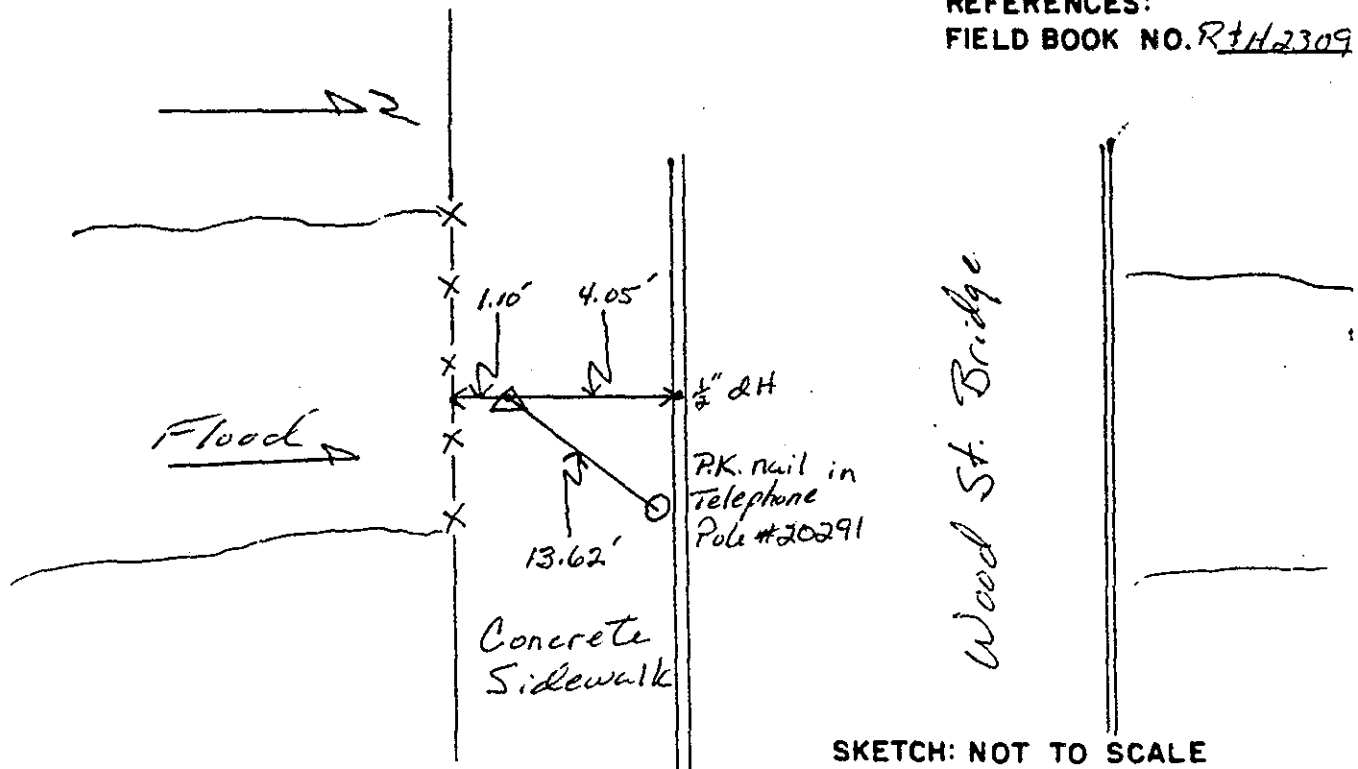 REFERENCES:
FIELD BOOK NO. R&H2309
1.10'
4.05'
1/2" DH
Flood
P.K. nail in
Telephone
Pole #20291
13.62'
Concrete
Sidewalk
Wood St. Bridge
SKETCH: NOT TO SCALE